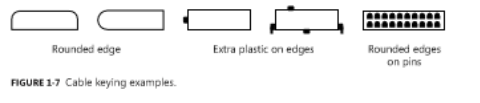 Rounded edge
Extra plastic on edges
Rounded edges
on pins
FIGURE 1-7 Cable keying examples.